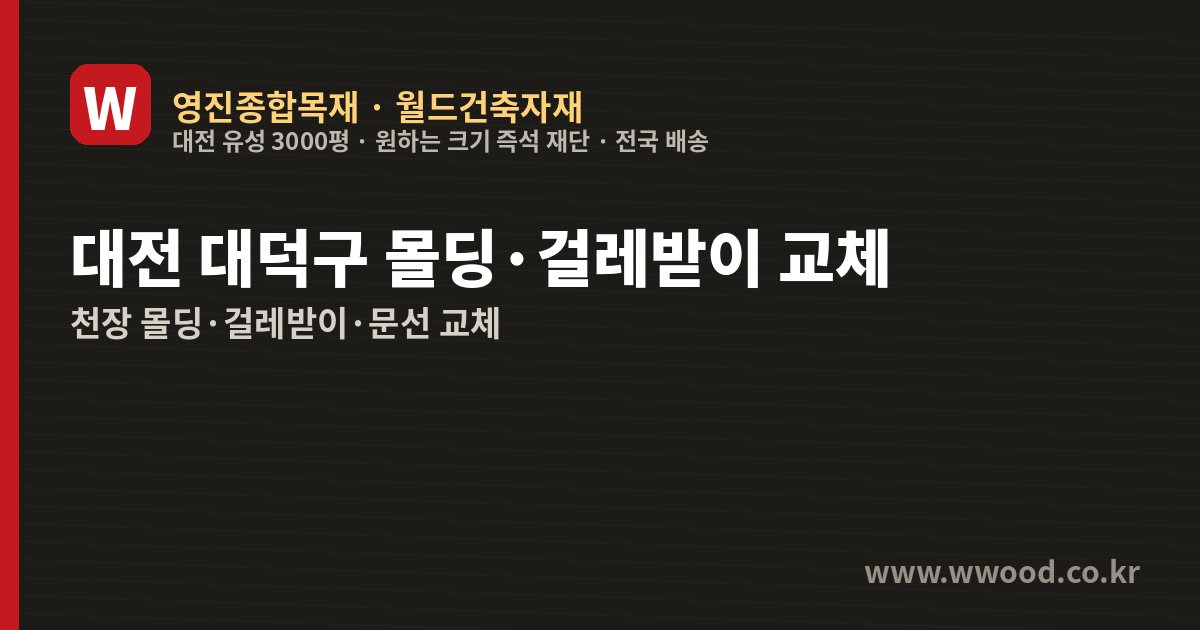 W
영진종합목재 · 월드건축자재
대전 유성 3000평 · 원하는 크기 즉석 재단 · 전국 배송
대전 대덕구 몰딩·걸레받이 교체
천장 몰딩·걸레받이·문선 교체
www.wwood.co.kr